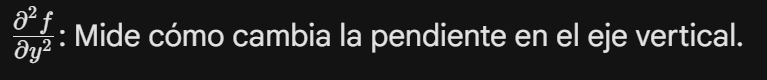 ∂²f/∂y²: Mide cómo cambia la pendiente en el eje vertical.